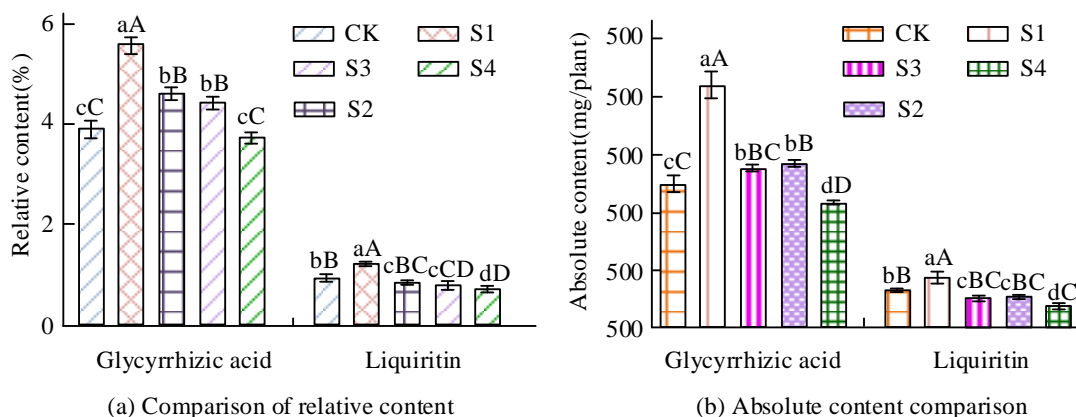 Relative content(%)
6
4
2
0
CK
S1
S3
S4
S2
cC
aA
bB
bB
cC
bB
aA
cBC
cCD
dD
Glycyrrhizic acid
Liquiritin
(a) Comparison of relative content
Absolute content(mg/plant)
500
500
500
500
500
500
CK
S1
S3
S4
S2
cC
aA
bBC
bB
dD
bB
aA
cBC
cBC
dC
Glycyrrhizic acid
Liquiritin
(b) Absolute content comparison